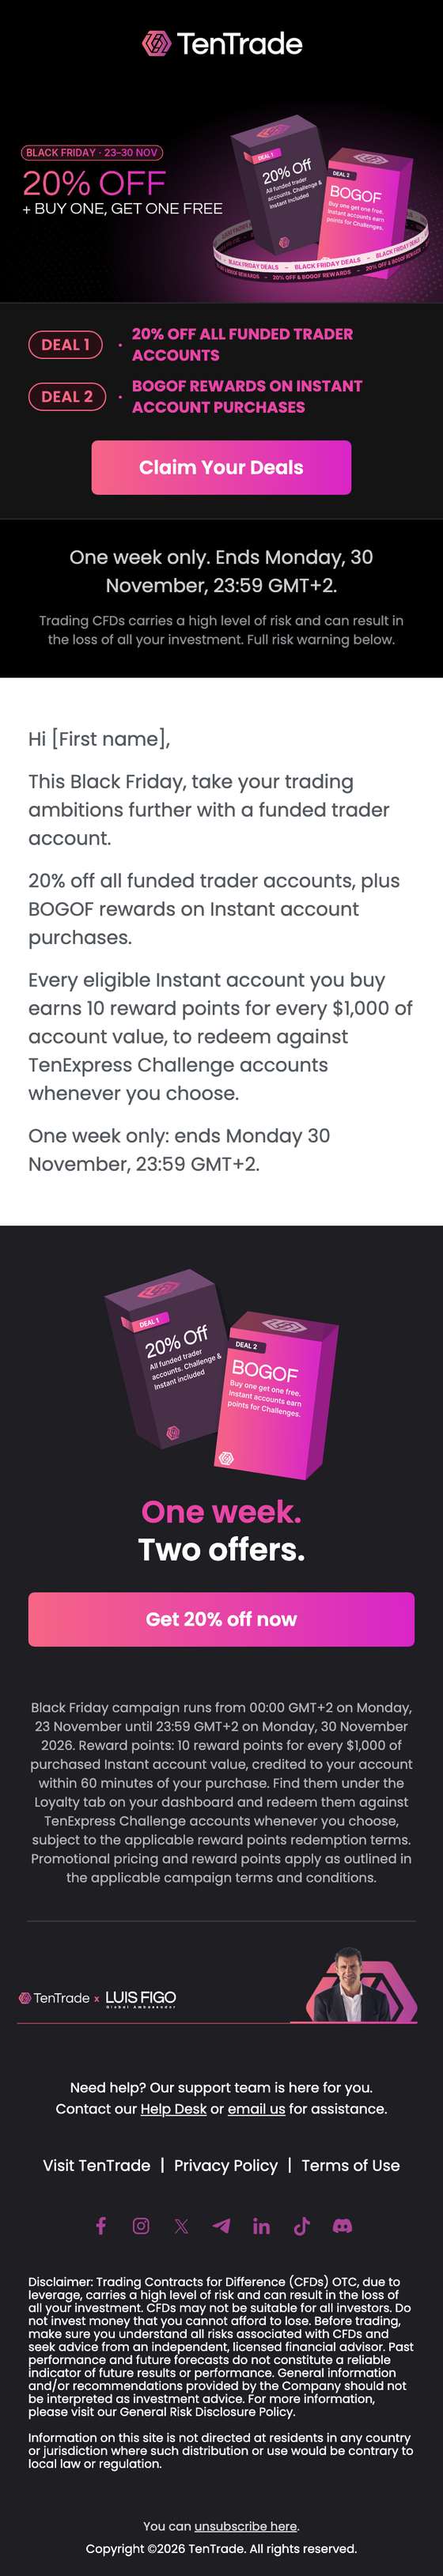 TenTrade
BLACK FRIDAY · 23–30 NOV
20% OFF
+ BUY ONE, GET ONE FREE
DEAL 1
20% Off
All funded trader
accounts. Challenge &
Instant included
DEAL 2
BOGOF
Buy one get one free.
Instant accounts earn
points for Challenges.
BLACK FRIDAY DEALS – BLACK FRIDAY DEALS
20% OFF & BOGOF REWARDS
DEAL 1 · 20% OFF ALL FUNDED TRADER
ACCOUNTS
DEAL 2 · BOGOF REWARDS ON INSTANT
ACCOUNT PURCHASES
Claim Your Deals
One week only. Ends Monday, 30
November, 23:59 GMT+2.
Trading CFDs carries a high level of risk and can result in
the loss of all your investment. Full risk warning below.
Hi [First name],
This Black Friday, take your trading
ambitions further with a funded trader
account.
20% off all funded trader accounts, plus
BOGOF rewards on Instant account
purchases.
Every eligible Instant account you buy
earns 10 reward points for every $1,000 of
account value, to redeem against
TenExpress Challenge accounts
whenever you choose.
One week only: ends Monday 30
November, 23:59 GMT+2.
DEAL 1
20% Off
All funded trader
accounts. Challenge &
Instant included
DEAL 2
BOGOF
Buy one get one free.
Instant accounts earn
points for Challenges.
One week.
Two offers.
Get 20% off now
Black Friday campaign runs from 00:00 GMT+2 on Monday,
23 November until 23:59 GMT+2 on Monday, 30 November
2026. Reward points: 10 reward points for every $1,000 of
purchased Instant account value, credited to your account
within 60 minutes of your purchase. Find them under the
Loyalty tab on your dashboard and redeem them against
TenExpress Challenge accounts whenever you choose,
subject to the applicable reward points redemption terms.
Promotional pricing and reward points apply as outlined in
the applicable campaign terms and conditions.
TenTrade x LUIS FIGO
Global Ambassador
Need help? Our support team is here for you.
Contact our Help Desk or email us for assistance.
Visit TenTrade | Privacy Policy | Terms of Use
Disclaimer: Trading Contracts for Difference (CFDs) OTC, due to
leverage, carries a high level of risk and can result in the loss of
all your investment. CFDs may not be suitable for all investors. Do
not invest money that you cannot afford to lose. Before trading,
make sure you understand all risks associated with CFDs and
seek advice from an independent, licensed financial advisor. Past
performance and future forecasts do not constitute a reliable
indicator of future results or performance. General information
and/or recommendations provided by the Company should not
be interpreted as investment advice. For more information,
please visit our General Risk Disclosure Policy.
Information on this site is not directed at residents in any country
or jurisdiction where such distribution or use would be contrary to
local law or regulation.
You can unsubscribe here.
Copyright ©2026 TenTrade. All rights reserved.